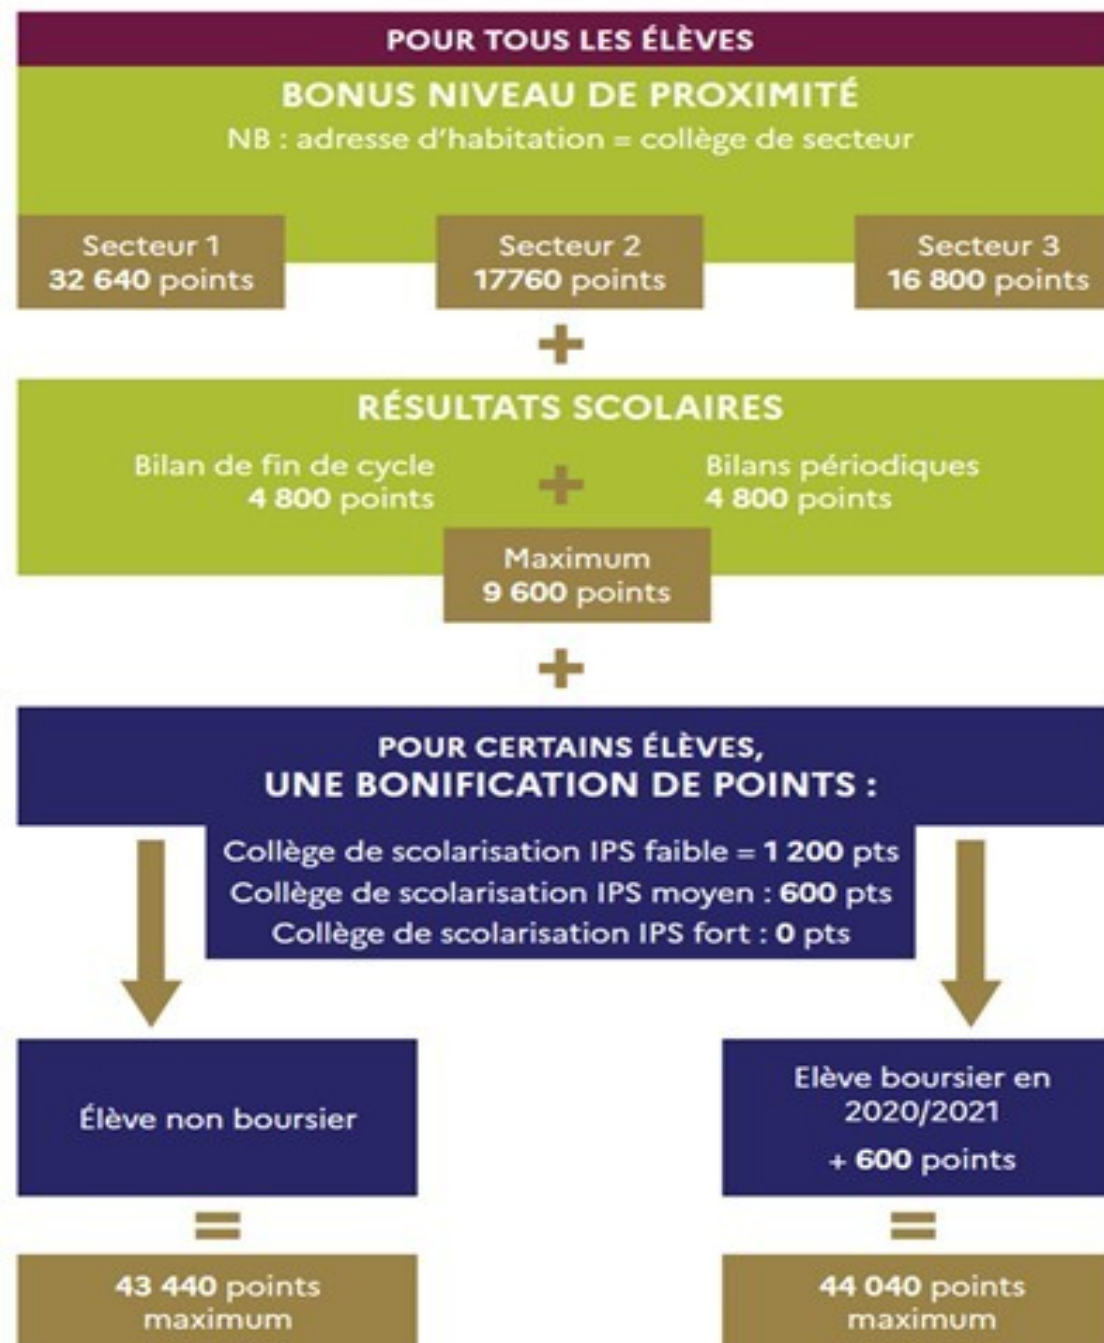 POUR TOUS LES ÉLÈVES
BONUS NIVEAU DE PROXIMITÉ
NB : adresse d'habitation = collège de secteur
Secteur 1
32 640 points
Secteur 2
17760 points
Secteur 3
16 800 points
+
RÉSULTATS SCOLAIRES
Bilan de fin de cycle
4 800 points
+
Bilans périodiques
4 800 points
Maximum
9 600 points
+
POUR CERTAINS ÉLÈVES,
UNE BONIFICATION DE POINTS :
Collège de scolarisation IPS faible = 1 200 pts
Collège de scolarisation IPS moyen : 600 pts
Collège de scolarisation IPS fort : 0 pts
Élève non boursier
=
43 440 points
maximum
Elève boursier en
2020/2021
+ 600 points
=
44 040 points
maximum